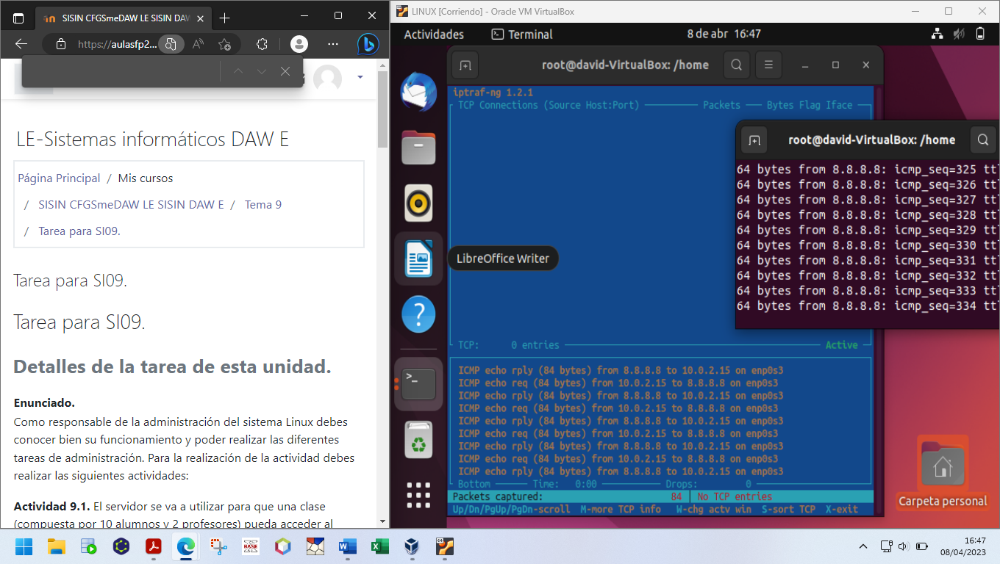 SISIN CFGSmeDAW LE SISIN DAW
https://aulasfp2...
LE-Sistemas informáticos DAW E
Página Principal / Mis cursos
/ SISIN CFGSmeDAW LE SISIN DAW E / Tema 9
/ Tarea para SI09.
Tarea para SI09.
Tarea para SI09.
Detalles de la tarea de esta unidad.
Enunciado.
Como responsable de la administración del sistema Linux debes
conocer bien su funcionamiento y poder realizar las diferentes
tareas de administración. Para la realización de la actividad debes
realizar las siguientes actividades:
Actividad 9.1. El servidor se va a utilizar para que una clase
(compuesta por 10 alumnos y 2 profesores) pueda acceder al
LINUX [Corriendo] - Oracle VM VirtualBox
Actividades
Terminal
8 de abr 16:47
root@david-VirtualBox: /home
iptraf-ng 1.2.1
TCP Connections (Source Host:Port) Packets Bytes Flag Iface
LibreOffice Writer
TCP: 0 entries Active
ICMP echo rply (84 bytes) from 8.8.8.8 to 10.0.2.15 on enp0s3
ICMP echo req (84 bytes) from 10.0.2.15 to 8.8.8.8 on enp0s3
ICMP echo rply (84 bytes) from 8.8.8.8 to 10.0.2.15 on enp0s3
ICMP echo req (84 bytes) from 10.0.2.15 to 8.8.8.8 on enp0s3
ICMP echo rply (84 bytes) from 8.8.8.8 to 10.0.2.15 on enp0s3
ICMP echo req (84 bytes) from 10.0.2.15 to 8.8.8.8 on enp0s3
ICMP echo rply (84 bytes) from 8.8.8.8 to 10.0.2.15 on enp0s3
ICMP echo req (84 bytes) from 10.0.2.15 to 8.8.8.8 on enp0s3
ICMP echo rply (84 bytes) from 8.8.8.8 to 10.0.2.15 on enp0s3
Bottom Time: 0:00 Drops: 0
Packets captured: 84 No TCP entries
Up/Dn/PgUp/PgDn-scroll M-more TCP info W-chg actv win S-sort TCP X-exit
root@david-VirtualBox: /home
64 bytes from 8.8.8.8: icmp_seq=325 ttl
64 bytes from 8.8.8.8: icmp_seq=326 ttl
64 bytes from 8.8.8.8: icmp_seq=327 ttl
64 bytes from 8.8.8.8: icmp_seq=328 ttl
64 bytes from 8.8.8.8: icmp_seq=329 ttl
64 bytes from 8.8.8.8: icmp_seq=330 ttl
64 bytes from 8.8.8.8: icmp_seq=331 ttl
64 bytes from 8.8.8.8: icmp_seq=332 ttl
64 bytes from 8.8.8.8: icmp_seq=333 ttl
64 bytes from 8.8.8.8: icmp_seq=334 ttl
Carpeta personal
16:47
08/04/2023